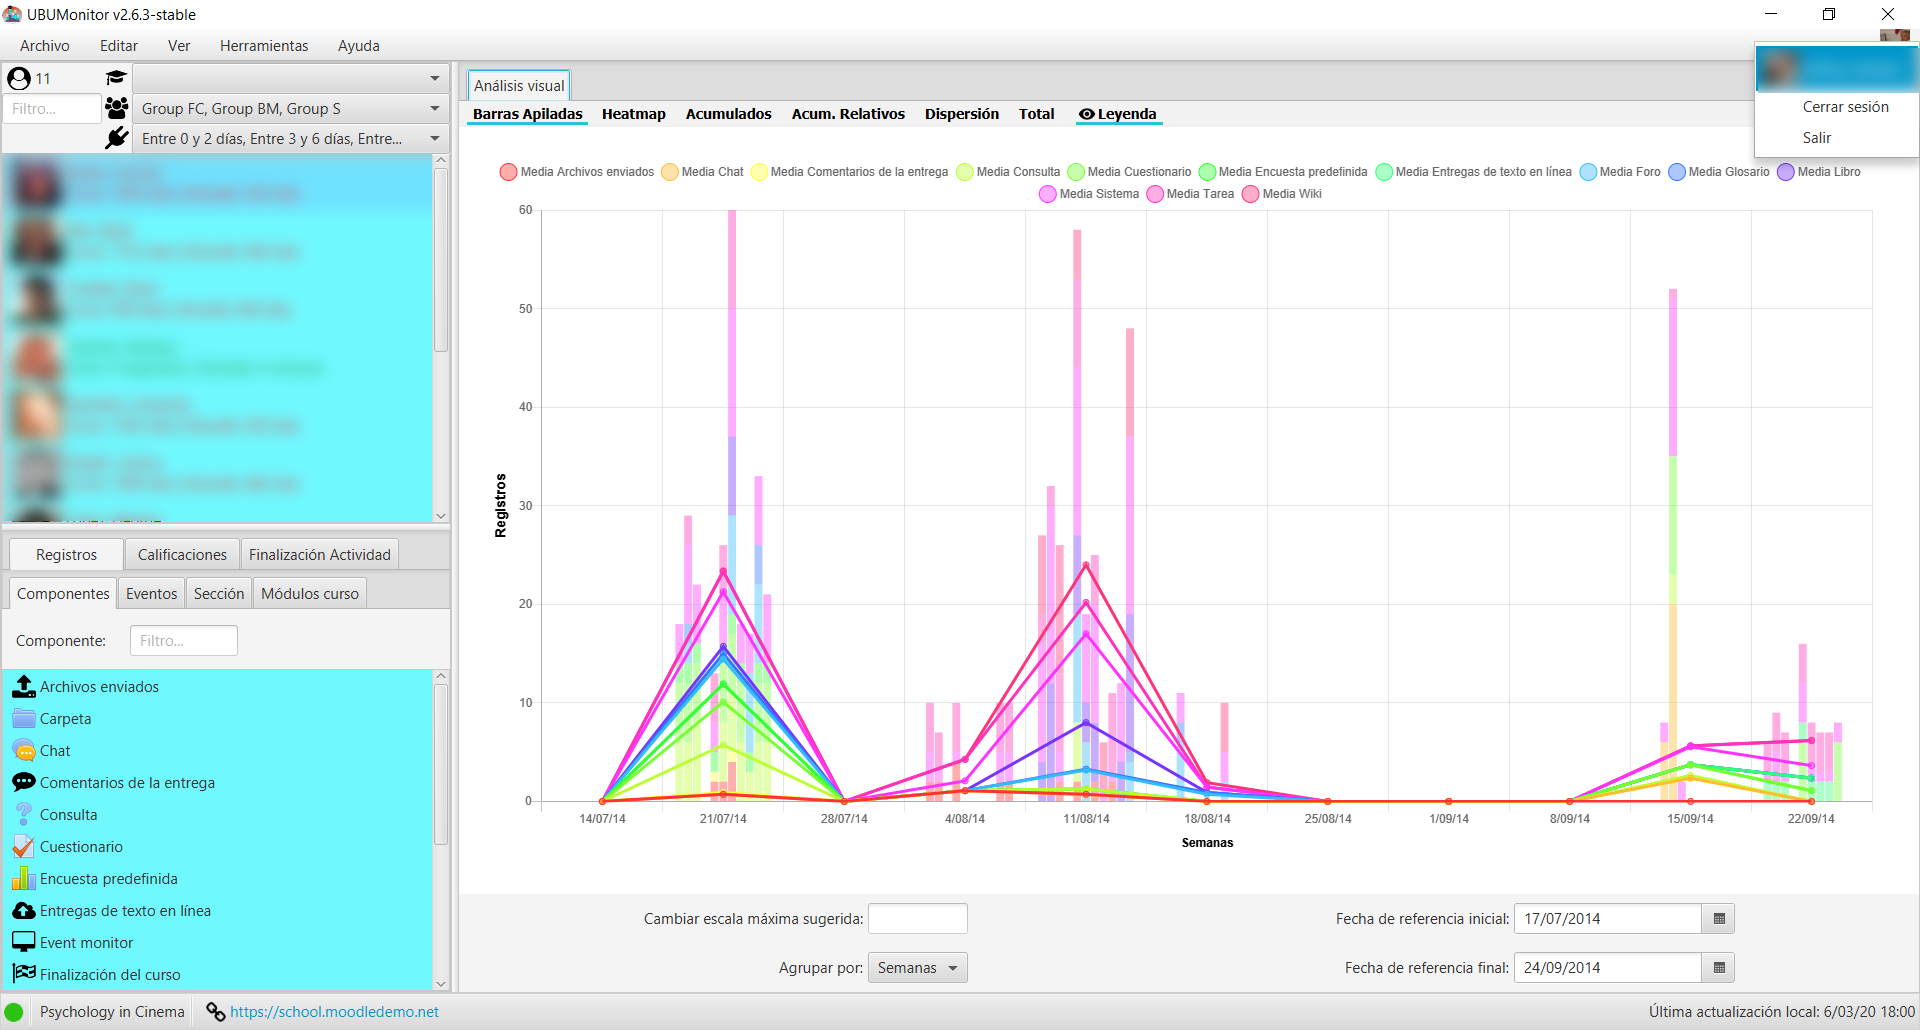 UBUMonitor v2.6.3-stable
Archivo Editar Ver Herramientas Ayuda
11
Filtro...
Group FC, Group BM, Group S
Entre 0 y 2 días, Entre 3 y 6 días, Entre...
Registros Calificaciones Finalización Actividad
Componentes Eventos Sección Módulos curso
Componente: Filtro...
Archivos enviados
Carpeta
Chat
Comentarios de la entrega
Consulta
Cuestionario
Encuesta predefinida
Entregas de texto en línea
Event monitor
Finalización del curso
Análisis visual
Barras Apiladas Heatmap Acumulados Acum. Relativos Dispersión Total Leyenda
Cerrar sesión
Salir
Media Archivos enviados Media Chat Media Comentarios de la entrega Media Consulta Media Cuestionario Media Encuesta predefinida Media Entregas de texto en línea Media Foro Media Glosario Media Libro
Media Sistema Media Tarea Media Wiki
60
50
40
30
20
10
0
Registros
14/07/14 21/07/14 28/07/14 4/08/14 11/08/14 18/08/14 25/08/14 1/09/14 8/09/14 15/09/14 22/09/14
Semanas
Cambiar escala máxima sugerida:
Fecha de referencia inicial: 17/07/2014
Agrupar por: Semanas
Fecha de referencia final: 24/09/2014
Psychology in Cinema https://school.moodledemo.net
Última actualización local: 6/03/20 18:00